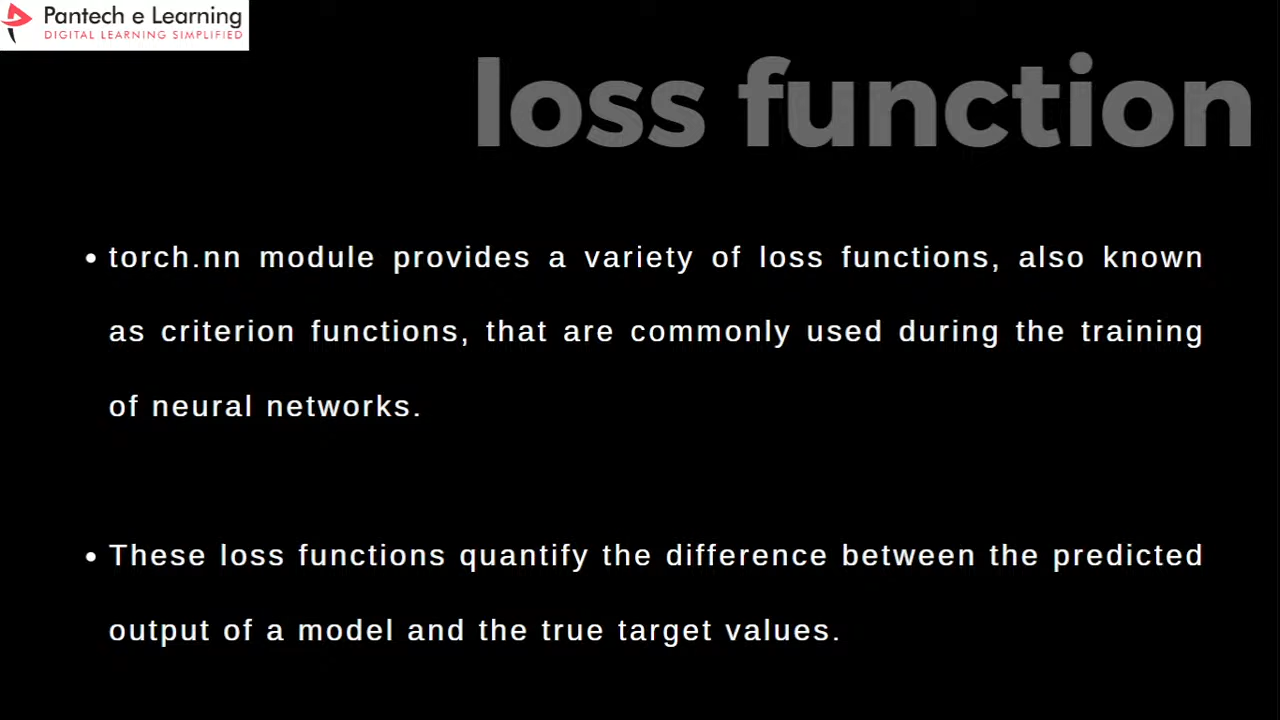 Pantech e Learning
DIGITAL LEARNING SIMPLIFIED
loss function
• torch.nn module provides a variety of loss functions, also known
as criterion functions, that are commonly used during the training
of neural networks.
• These loss functions quantify the difference between the predicted
output of a model and the true target values.